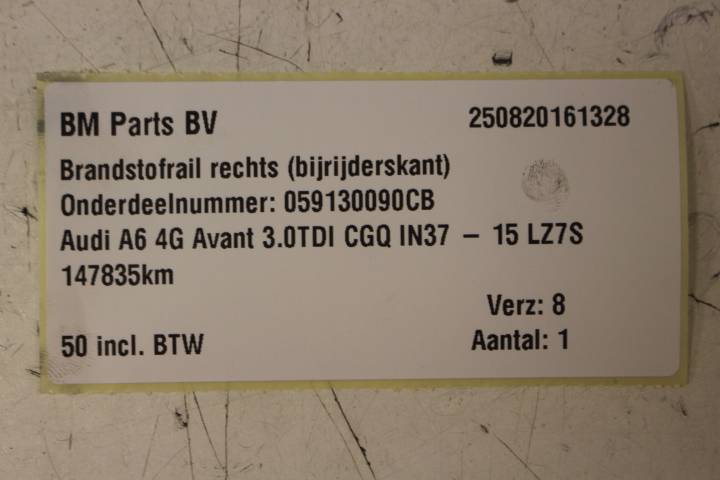 BM Parts BV 250820161328
Brandstofrail rechts (bijrijderskant)
Onderdeelnummer: 059130090CB
Audi A6 4G Avant 3.0TDI CGQ IN37 – 15 LZ7S
147835km
Verz: 8
50 incl. BTW Aantal: 1